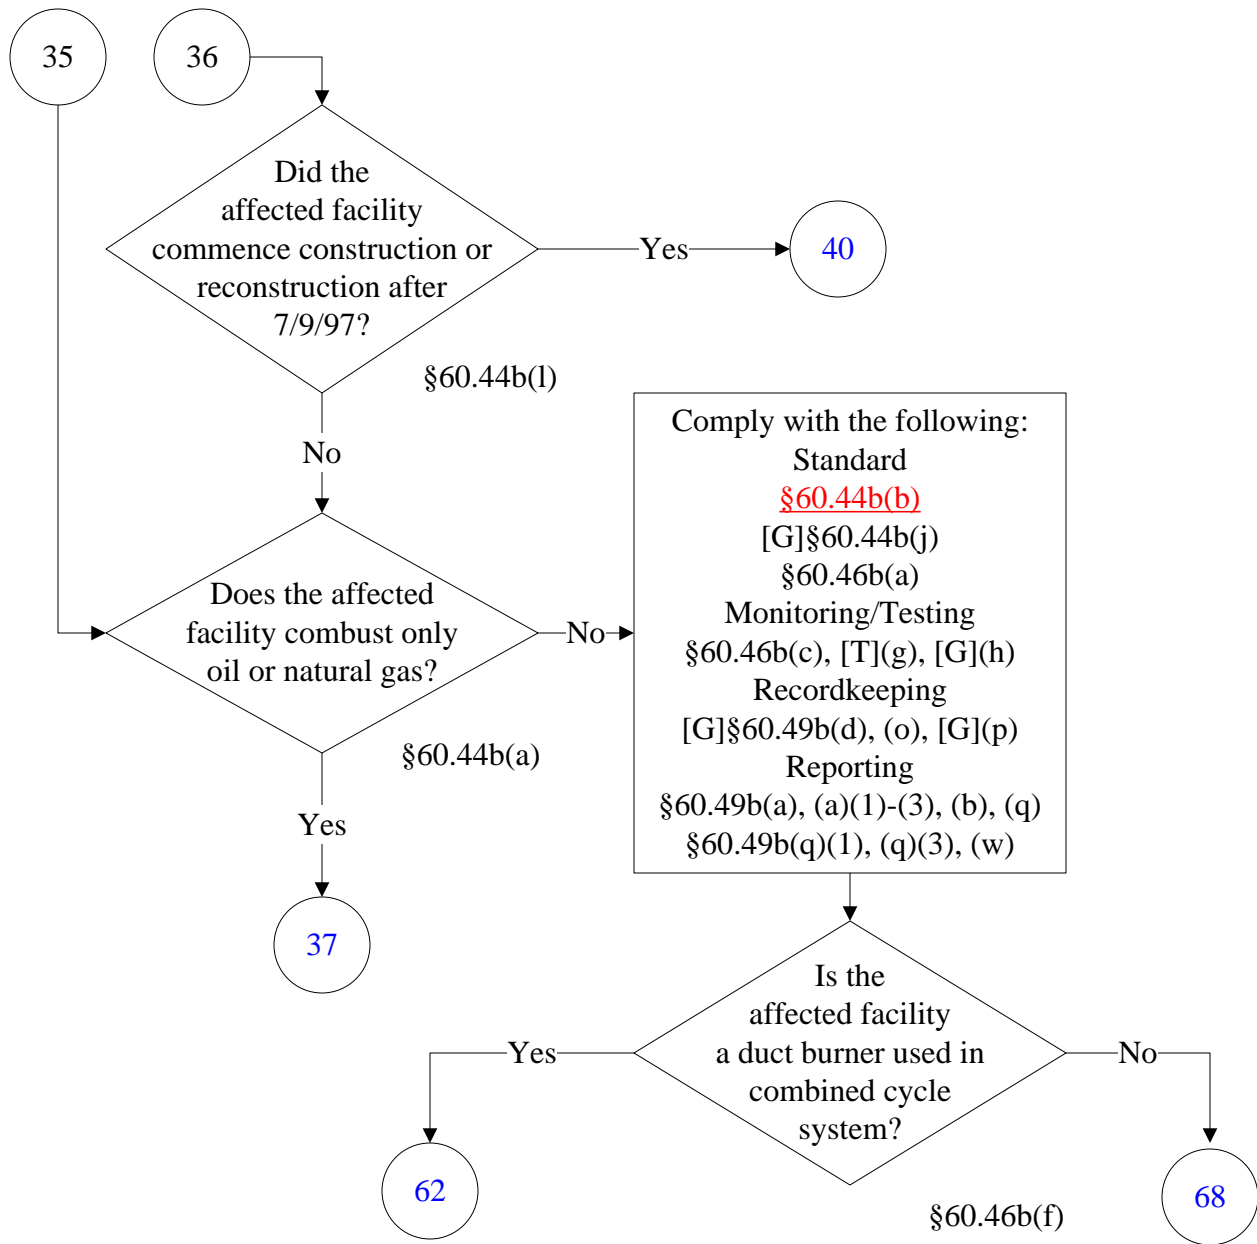 35
36
Did the
affected facility
commence construction or
reconstruction after
7/9/97?
Yes
40
§60.44b(l)
No
Does the affected
facility combust only
oil or natural gas?
No
§60.44b(a)
Yes
37
Comply with the following:
Standard
§60.44b(b)
[G]§60.44b(j)
§60.46b(a)
Monitoring/Testing
§60.46b(c), [T](g), [G](h)
Recordkeeping
[G]§60.49b(d), (o), [G](p)
Reporting
§60.49b(a), (a)(1)-(3), (b), (q)
§60.49b(q)(1), (q)(3), (w)
Is the
affected facility
a duct burner used in
combined cycle
system?
Yes
No
62
68
§60.46b(f)